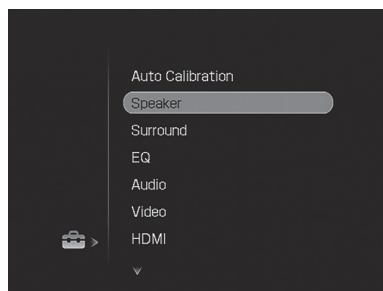 Auto Calibration
Speaker
Surround
EQ
Audio
Video
HDMI